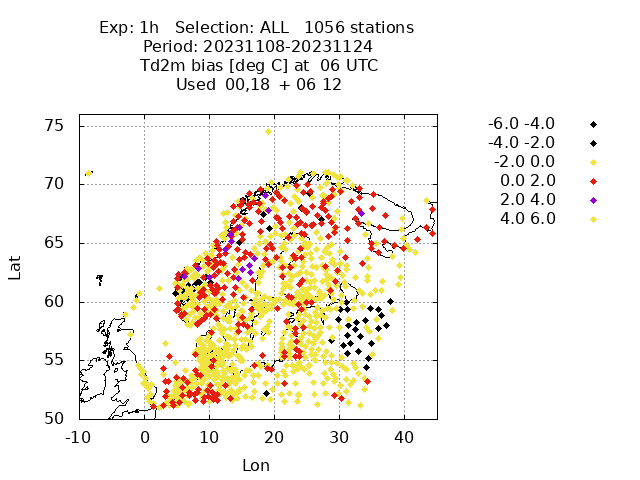 Exp: 1h   Selection: ALL   1056 stations
Period: 20231108-20231124
Td2m bias [deg C] at  06 UTC
Used  00,18  + 06 12
-6.0 -4.0
-4.0 -2.0
-2.0 0.0
0.0 2.0
2.0 4.0
4.0 6.0
75
70
65
60
55
50
Lat
-10 0 10 20 30 40
Lon